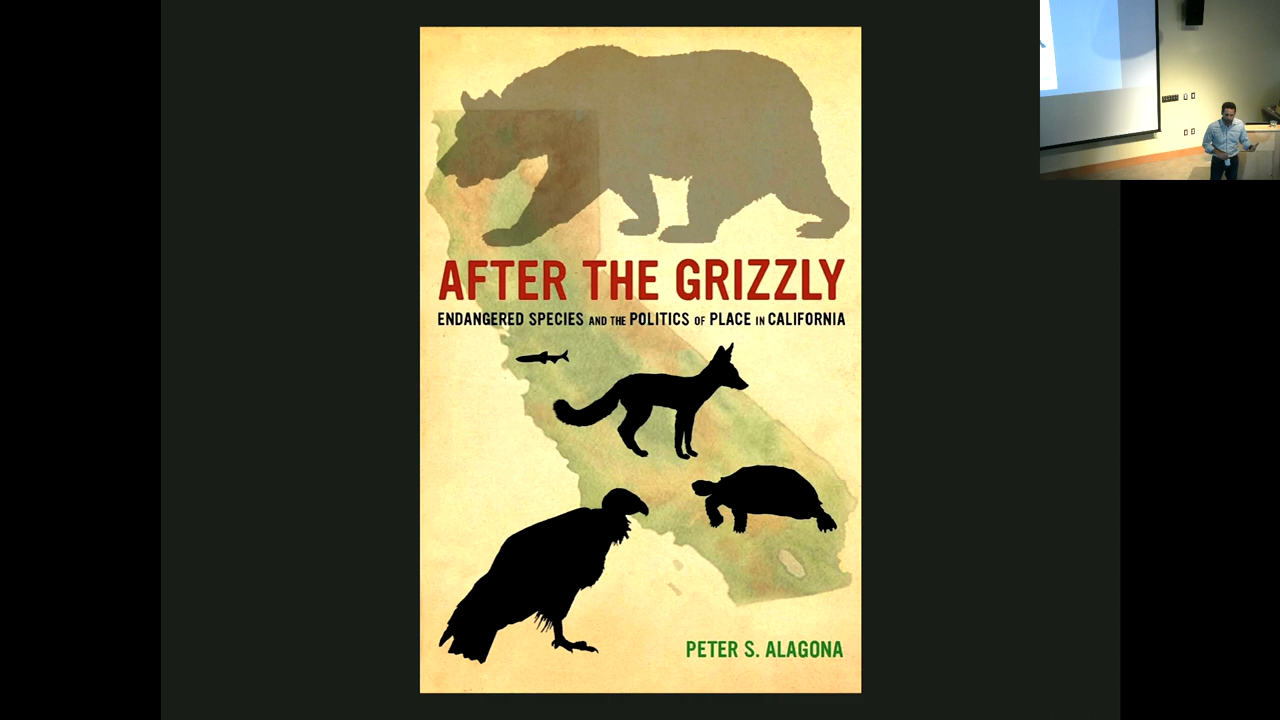 AFTER THE GRIZZLY
ENDANGERED SPECIES AND THE POLITICS OF PLACE IN CALIFORNIA
PETER S. ALAGONA